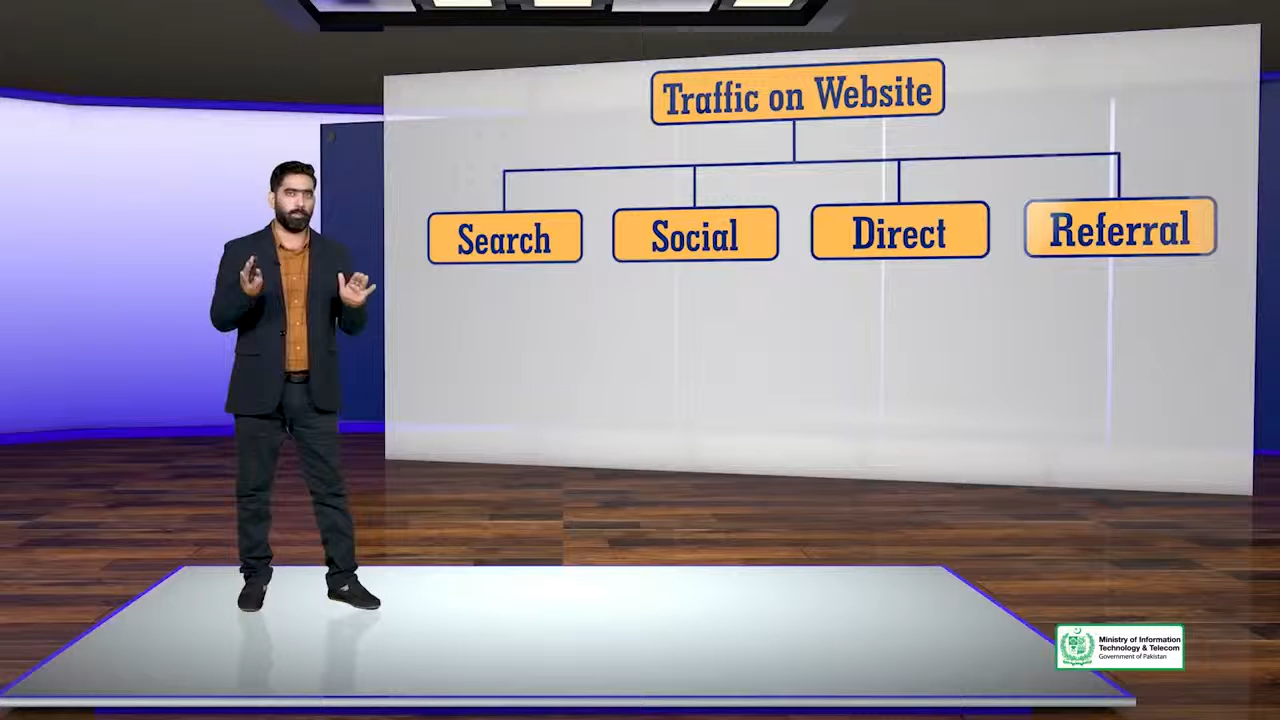 Traffic on Website
Search
Social
Direct
Referral
Ministry of Information
Technology & Telecom
Government of Pakistan